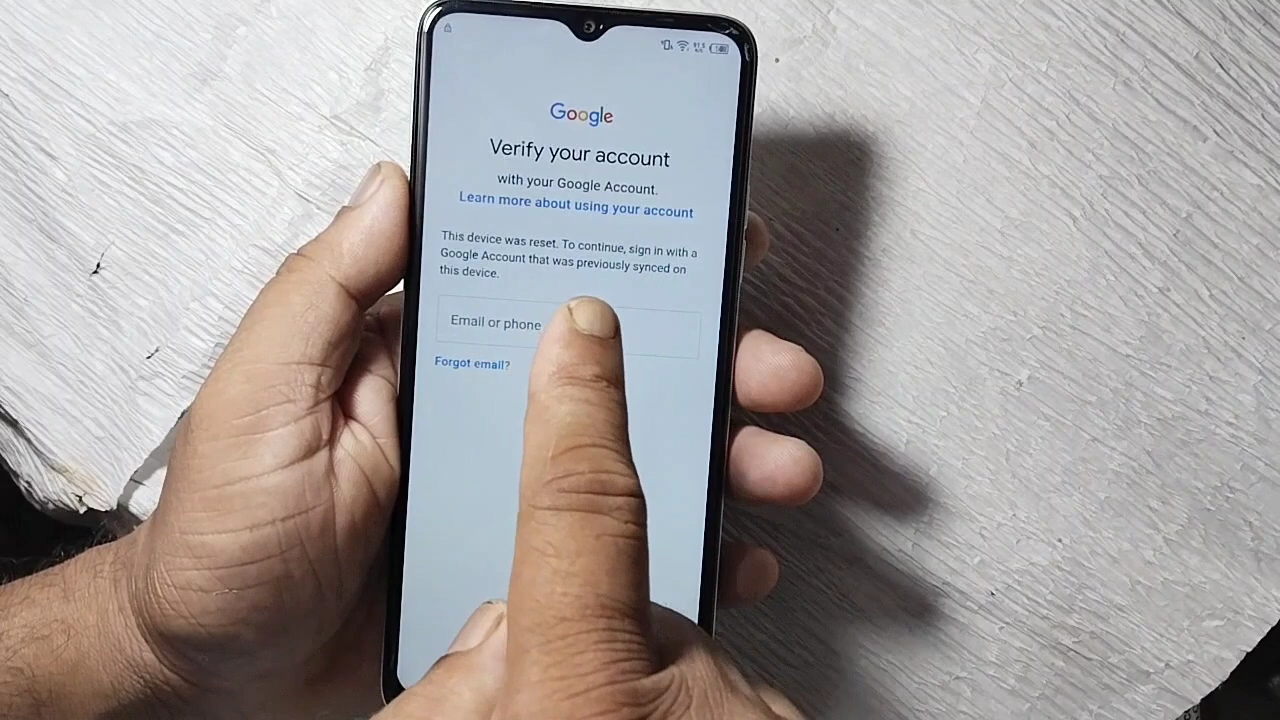 Google
Verify your account
with your Google Account.
Learn more about using your account
This device was reset. To continue, sign in with a
Google Account that was previously synced on
this device.
Email or phone
Forgot email?